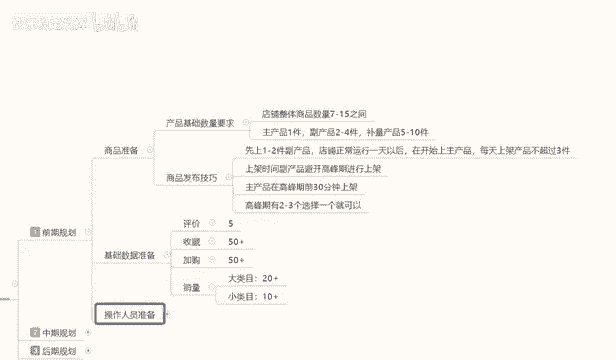 店铺整体商品数量7-15之间
产品基础数量要求
主产品1件，副产品2-4件，补量产品5-10件
商品准备
先上1-2件副产品，店铺正常运行一天以后，在开始上主产品，每天上架产品不超过3件
上架时间副产品避开高峰期进行上架
商品发布技巧
主产品在高峰期前30分钟上架
高峰期有2-3个选择一个就可以
评价 5
1 前期规划
收藏 50+
基础数据准备
加购 50+
大类目：20+
销量
小类目：10+
操作人员准备
2 中期规划
3 后期规划